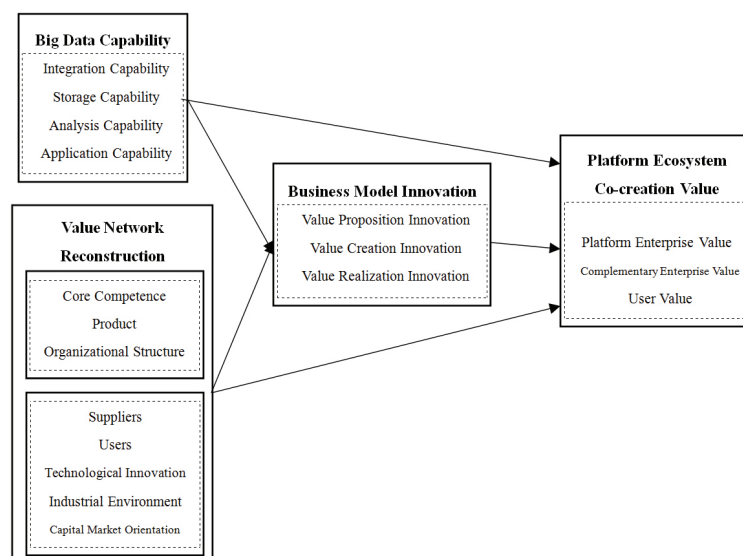 Big Data Capability
Integration Capability
Storage Capability
Analysis Capability
Application Capability
Value Network
Reconstruction
Core Competence
Product
Organizational Structure
Suppliers
Users
Technological Innovation
Industrial Environment
Capital Market Orientation
Business Model Innovation
Value Proposition Innovation
Value Creation Innovation
Value Realization Innovation
Platform Ecosystem
Co-creation Value
Platform Enterprise Value
Complementary Enterprise Value
User Value